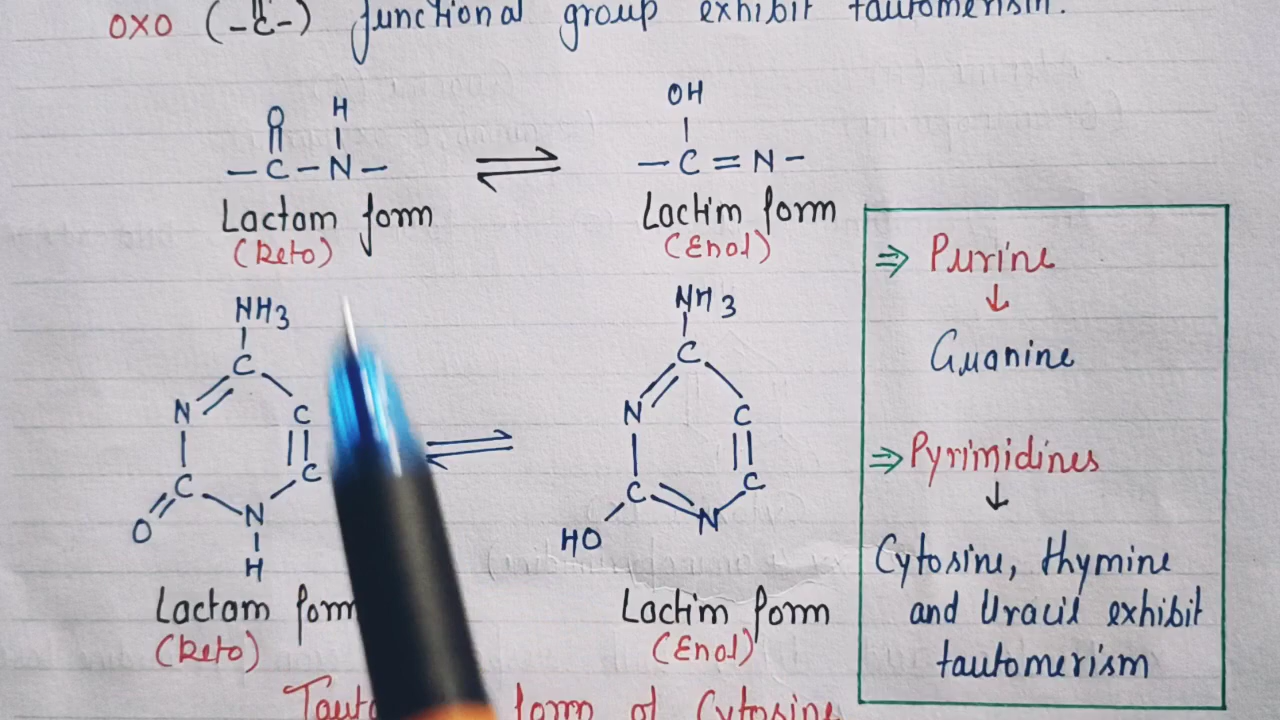 OXO (-C-) functional group exhibit tautomerism.
O H
-C-N-
Lactam form
(Keto)
OH
-C=N-
Lactim form
(Enol)
NH3
C
N C
C C
O N
H
Lactam form
(Keto)
NH3
C
N C
C C
HO N
Lactim form
(Enol)
form of Cytosine
⇒ Purine
↓
Guanine
⇒ Pyrimidines
↓
Cytosine, thymine
and Uracil exhibit
tautomerism